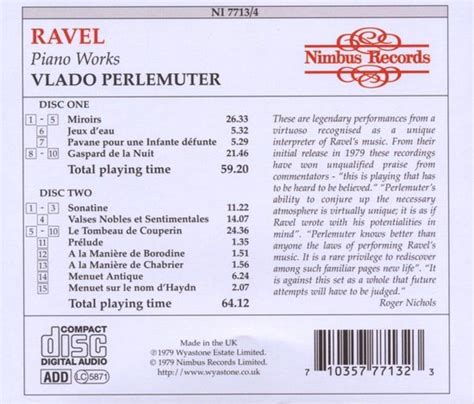 NI 7713/4
RAVEL
Piano Works
VLADO PERLEMUTER
Nimbus Records
DISC ONE
1 - 5 Miroirs 26.33
6 Jeux d'eau 5.32
7 Pavane pour une Infante défunte 5.29
8 - 10 Gaspard de la Nuit 21.46
Total playing time 59.20
DISC TWO
1 - 3 Sonatine 11.22
4 Valses Nobles et Sentimentales 14.07
5 - 10 Le Tombeau de Couperin 24.36
11 Prélude 1.35
12 A la Manière de Borodine 1.51
13 A la Manière de Chabrier 1.56
14 Menuet Antique 6.24
15 Menuet sur le nom d'Haydn 2.07
Total playing time 64.12
These are legendary performances from a
virtuoso recognised as a unique
interpreter of Ravel's music. From their
initial release in 1979 these recordings
have won unqualified praise from
commendators - "this is playing that has
to be heard to be believed." "Perlemuter's
ability to conjure up the necessary
atmosphere is virtually unique; it is as if
Ravel wrote with his potentialities in
mind". "Perlemuter knows better than
anyone the laws of performing Ravel's
music. It is a rare privilege to rediscover
among such familiar pages new life". "It
is against this set as a whole that future
attempts will have to be judged."
Roger Nichols
COMPACT
disc
DIGITAL AUDIO
ADD LC5871
Made in the UK
℗ 1979 Wyastone Estate Limited.
© 1979 Nimbus Records Limited.
http://www.wyastone.co.uk
7 10357 77132 3